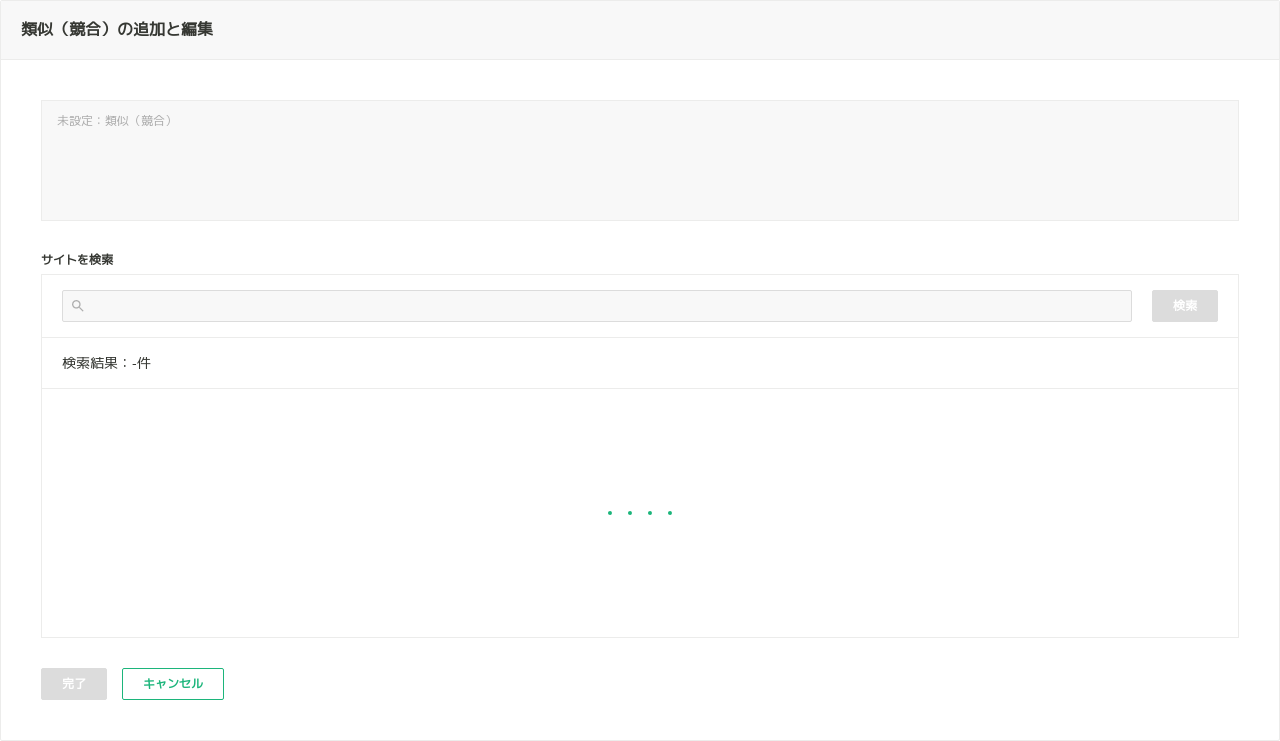 類似（競合）の追加と編集
未設定：類似（競合）
サイトを検索
検索
検索結果：-件
完了
キャンセル